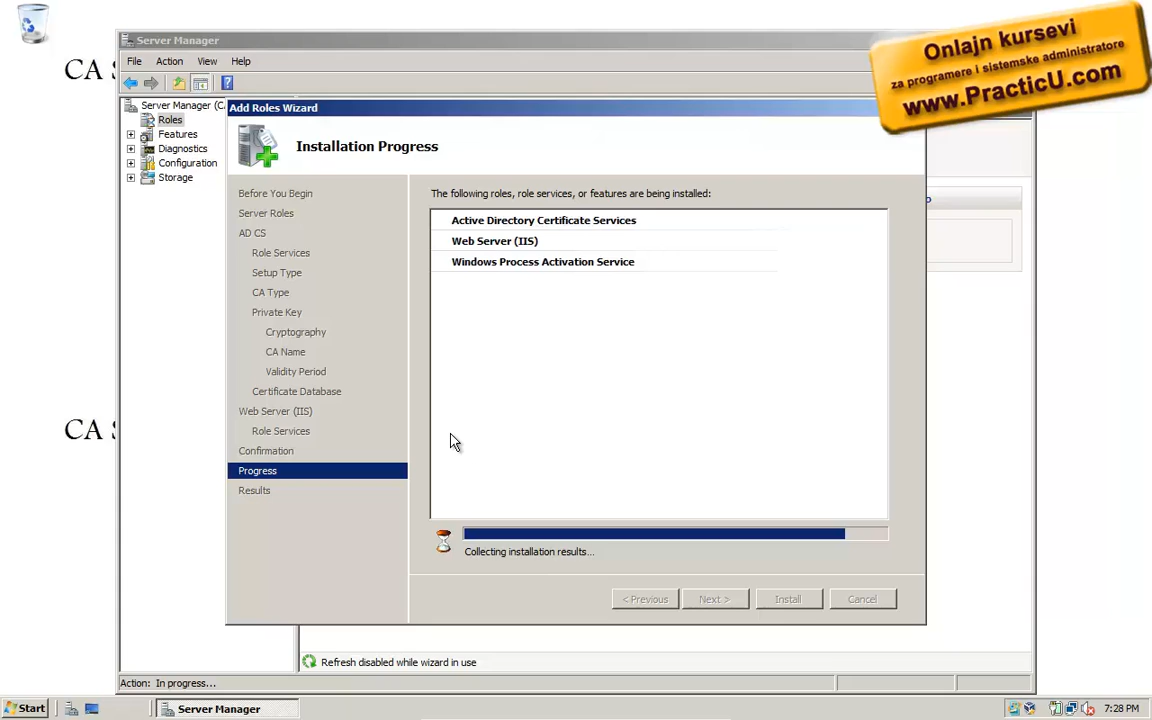 Onlajn kursevi
za programere i sistemske administratore
www.PracticU.com
CA S
Server Manager
File Action View Help
Server Manager (C
Roles
Features
Diagnostics
Configuration
Storage
Add Roles Wizard
Installation Progress
Before You Begin
Server Roles
AD CS
Role Services
Setup Type
CA Type
Private Key
Cryptography
CA Name
Validity Period
Certificate Database
Web Server (IIS)
Role Services
Confirmation
Progress
Results
The following roles, role services, or features are being installed:
Active Directory Certificate Services
Web Server (IIS)
Windows Process Activation Service
Collecting installation results...
< Previous Next > Install Cancel
CA S
Refresh disabled while wizard in use
Action: In progress...
Start Server Manager 7:28 PM